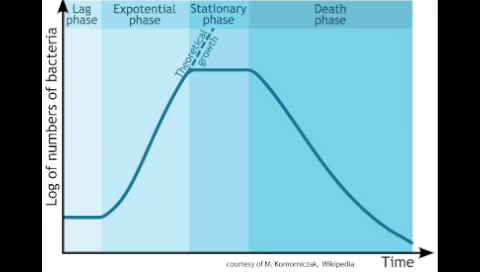 Lag phase
Expotential phase
Stationary phase
Death phase
Theoretical growth
Log of numbers of bacteria
Time
courtesy of M. Komorniczak, Wikipedia